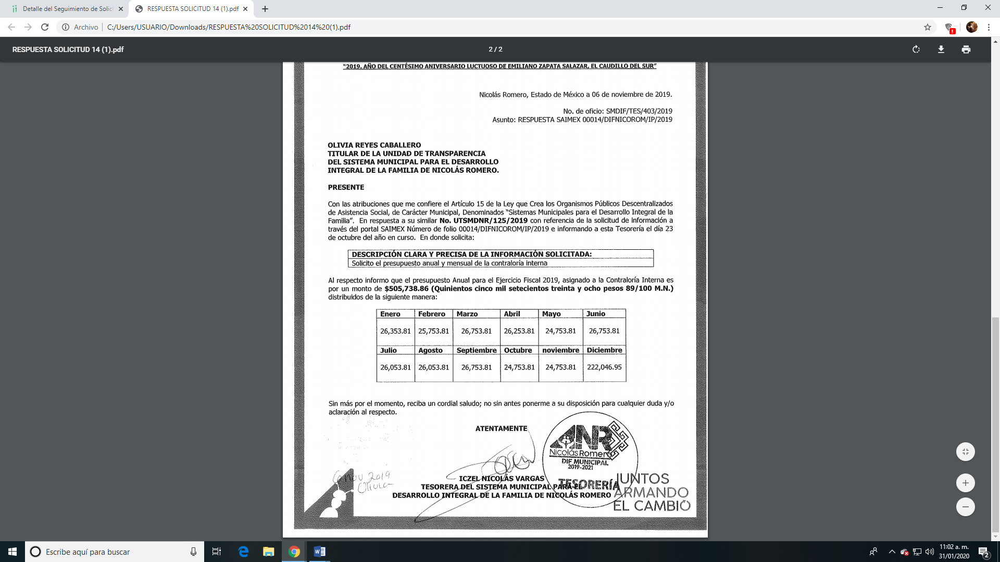 Detalle del Seguimiento de Solici
RESPUESTA SOLICITUD 14 (1).pdf
Archivo
C:/Users/USUARIO/Downloads/RESPUESTA%20SOLICITUD%2014%20(1).pdf
RESPUESTA SOLICITUD 14 (1).pdf
2 / 2
"2019. AÑO DEL CENTÉSIMO ANIVERSARIO LUCTUOSO DE EMILIANO ZAPATA SALAZAR, EL CAUDILLO DEL SUR"
Nicolás Romero, Estado de México a 06 de noviembre de 2019.
No. de oficio: SMDIF/TES/403/2019
Asunto: RESPUESTA SAIMEX 00014/DIFNICOROM/IP/2019
OLIVIA REYES CABALLERO
TITULAR DE LA UNIDAD DE TRANSPARENCIA
DEL SISTEMA MUNICIPAL PARA EL DESARROLLO
INTEGRAL DE LA FAMILIA DE NICOLÁS ROMERO.
PRESENTE
Con las atribuciones que me confiere el Artículo 15 de la Ley que Crea los Organismos Públicos Descentralizados
de Asistencia Social, de Carácter Municipal, Denominados "Sistemas Municipales para el Desarrollo Integral de la
Familia". En respuesta a su similar No. UTSMDNR/125/2019 con referencia de la solicitud de información a
través del portal SAIMEX Número de folio 00014/DIFNICOROM/IP/2019 e informando a esta Tesorería el día 23
de octubre del año en curso. En donde solicita:
DESCRIPCIÓN CLARA Y PRECISA DE LA INFORMACIÓN SOLICITADA:
Solicito el presupuesto anual y mensual de la contraloría interna
Al respecto informo que el presupuesto Anual para el Ejercicio Fiscal 2019, asignado a la Contraloría Interna es
por un monto de $505,738.86 (Quinientos cinco mil setecientos treinta y ocho pesos 89/100 M.N.)
distribuidos de la siguiente manera:
Enero Febrero Marzo Abril Mayo Junio
26,353.81 25,753.81 26,753.81 26,253.81 24,753.81 26,753.81
Julio Agosto Septiembre Octubre noviembre Diciembre
26,053.81 26,053.81 26,753.81 24,753.81 24,753.81 222,046.95
Sin más por el momento, reciba un cordial saludo; no sin antes ponerme a su disposición para cualquier duda y/o
aclaración al respecto.
ATENTAMENTE
ANR
Nicolás Romero
DIF MUNICIPAL
2019-2021
TESORERÍA
6 nov 2019
Olivia
ICZEL NICOLÁS VARGAS
TESORERA DEL SISTEMA MUNICIPAL PARA EL
DESARROLLO INTEGRAL DE LA FAMILIA DE NICOLÁS ROMERO
JUNTOS
ARMANDO
EL CAMBIO
Escribe aquí para buscar
11:02 a. m.
31/01/2020
2